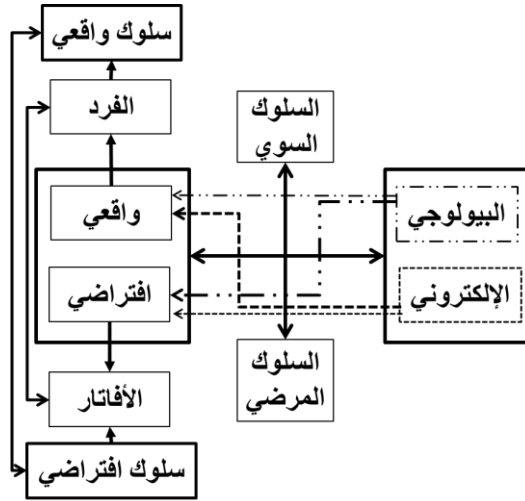 سلوك واقعي
الفرد
السلوك
السوي
واقعي
البيولوجي
افتراضي
الإلكتروني
السلوك
المرضي
الأفاتار
سلوك افتراضي